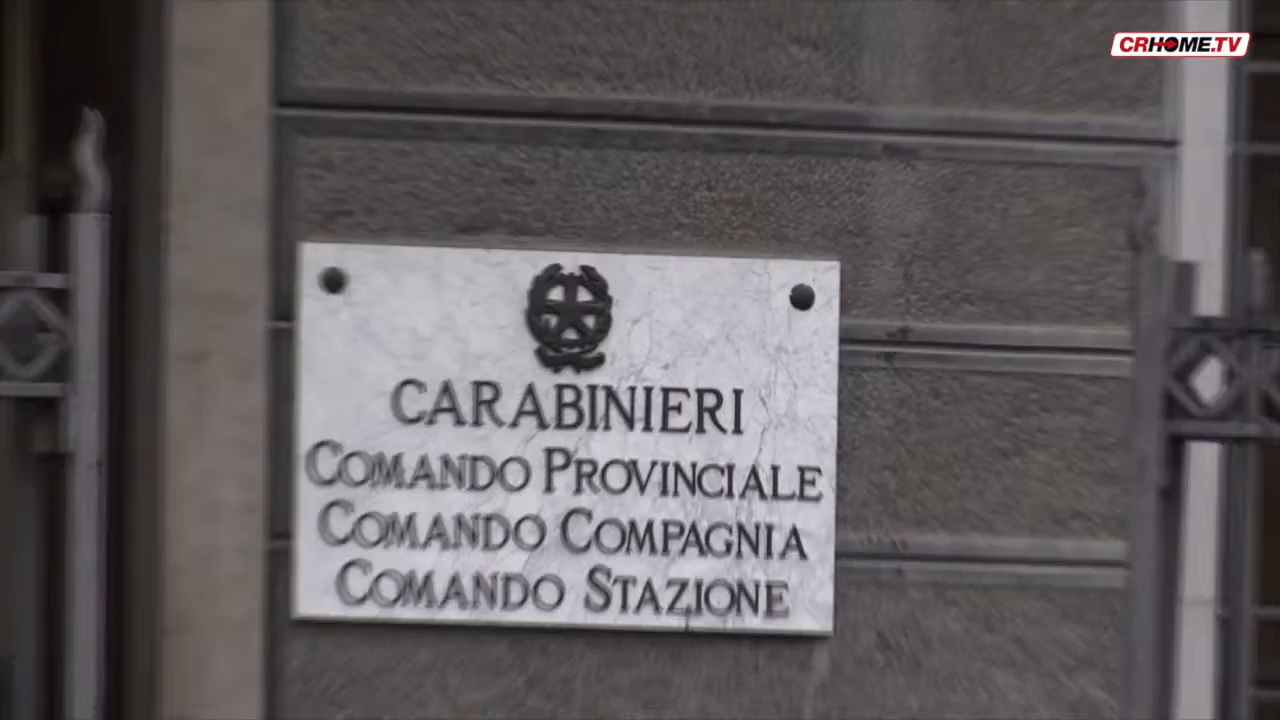 CRHOME.TV
CARABINIERI
COMANDO PROVINCIALE
COMANDO COMPAGNIA
COMANDO STAZIONE